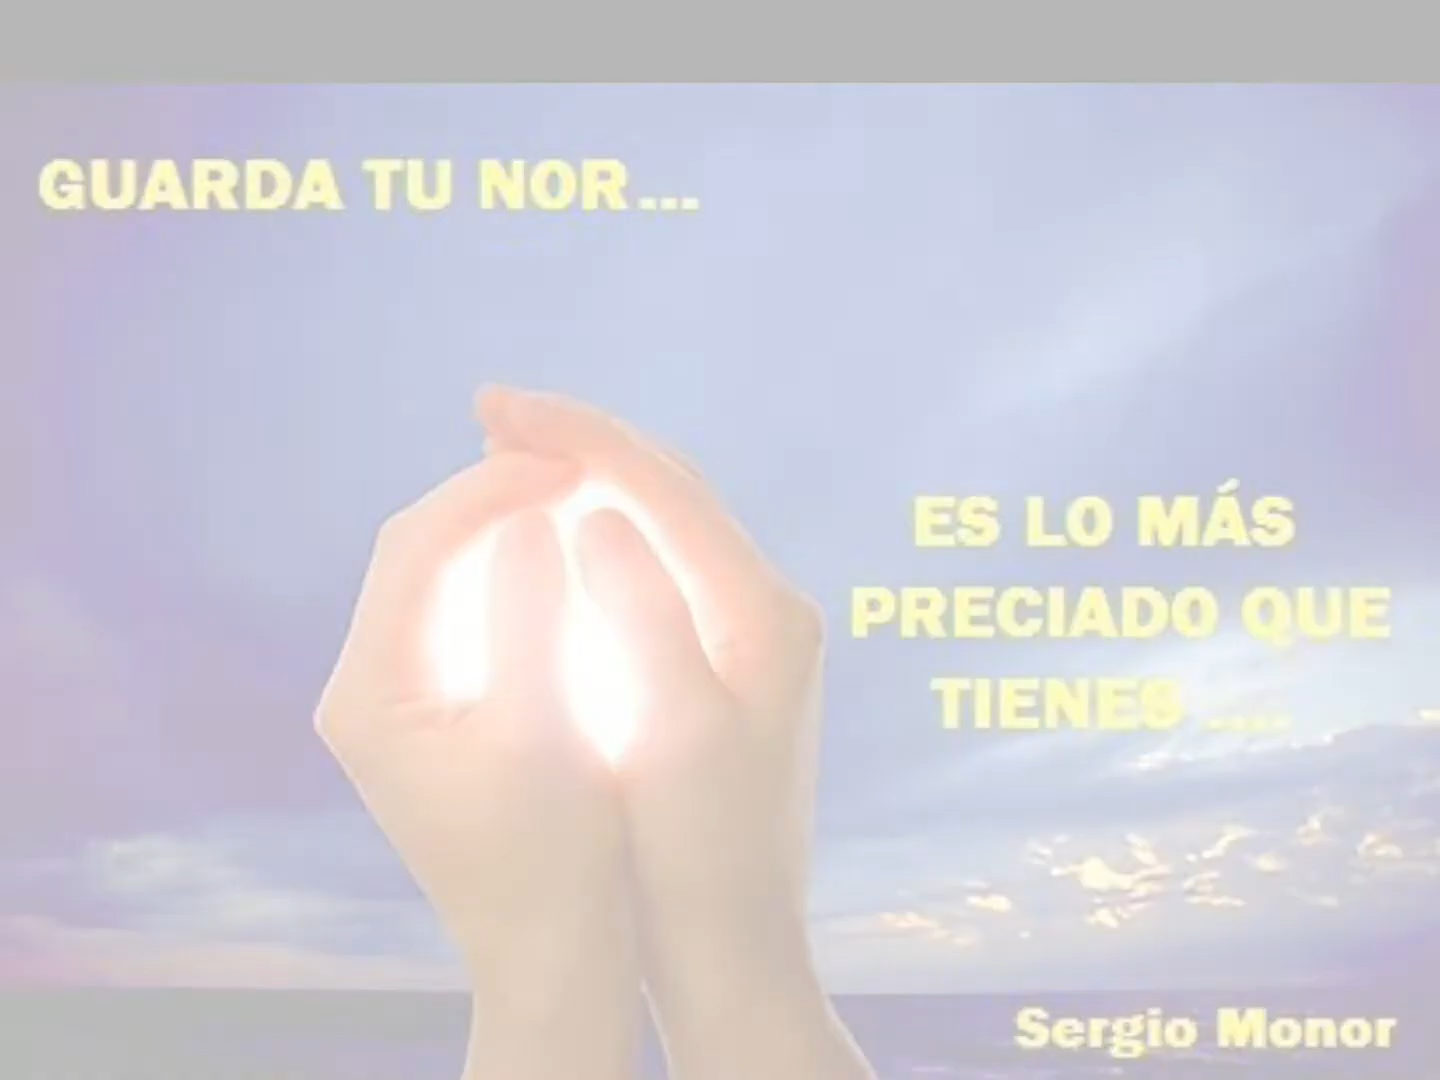 GUARDA TU NOR...
ES LO MÁS
PRECIADO QUE
TIENES ....
Sergio Monor